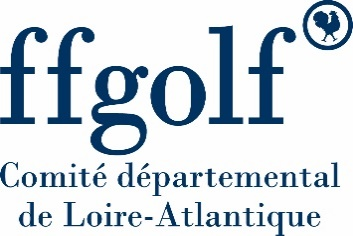 ffgolf
Comité départemental
de Loire-Atlantique